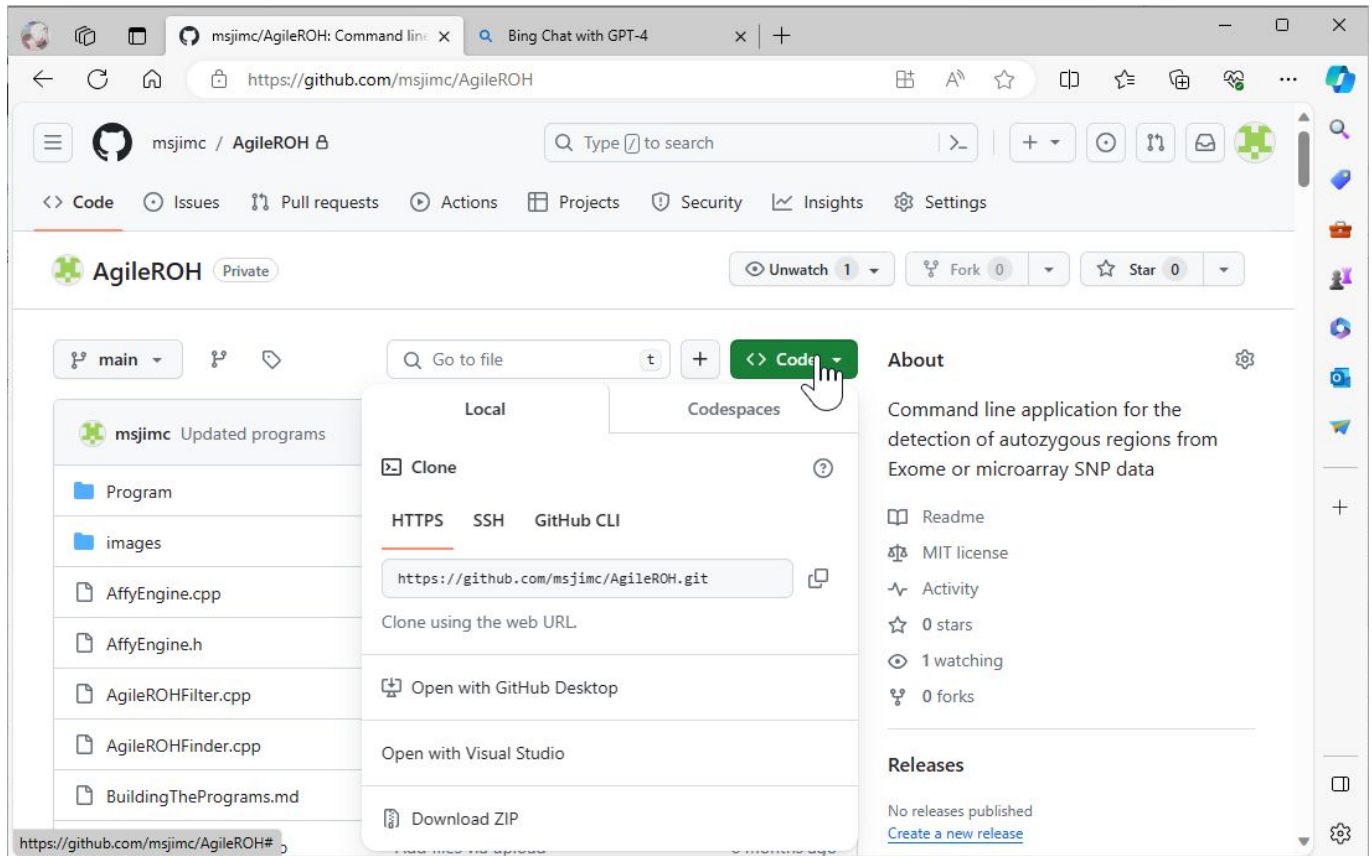 msjimc/AgileROH: Command line
Bing Chat with GPT-4
https://github.com/msjimc/AgileROH
msjimc / AgileROH
Type / to search
Code
Issues
Pull requests
Actions
Projects
Security
Insights
Settings
AgileROH Private
Unwatch 1
Fork 0
Star 0
main
Go to file t
<> Code
About
Command line application for the
detection of autozygous regions from
Exome or microarray SNP data
Readme
MIT license
Activity
0 stars
1 watching
0 forks
Releases
No releases published
Create a new release
Local
Codespaces
Clone
HTTPS SSH GitHub CLI
https://github.com/msjimc/AgileROH.git
Clone using the web URL.
Open with GitHub Desktop
Open with Visual Studio
Download ZIP
msjimc Updated programs
Program
images
AffyEngine.cpp
AffyEngine.h
AgileROHFilter.cpp
AgileROHFinder.cpp
BuildingThePrograms.md
https://github.com/msjimc/AgileROH#